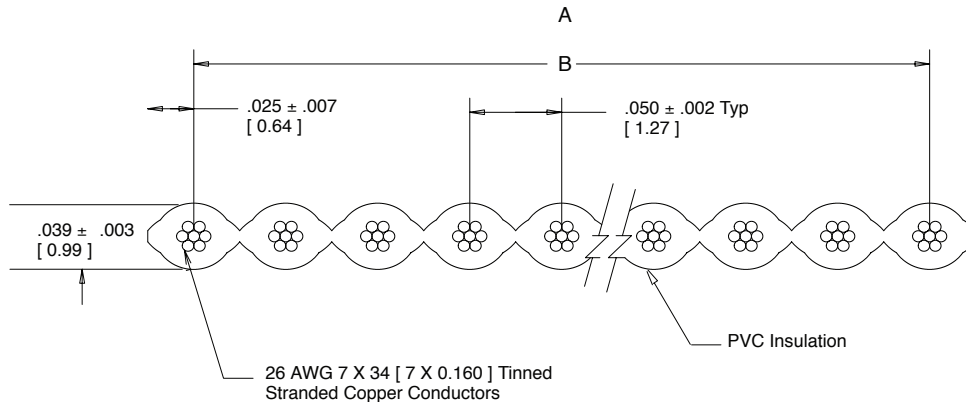 A
B
.025 ± .007
[ 0.64 ]
.050 ± .002 Typ
[ 1.27 ]
.039 ± .003
[ 0.99 ]
PVC Insulation
26 AWG 7 X 34 [ 7 X 0.160 ] Tinned
Stranded Copper Conductors